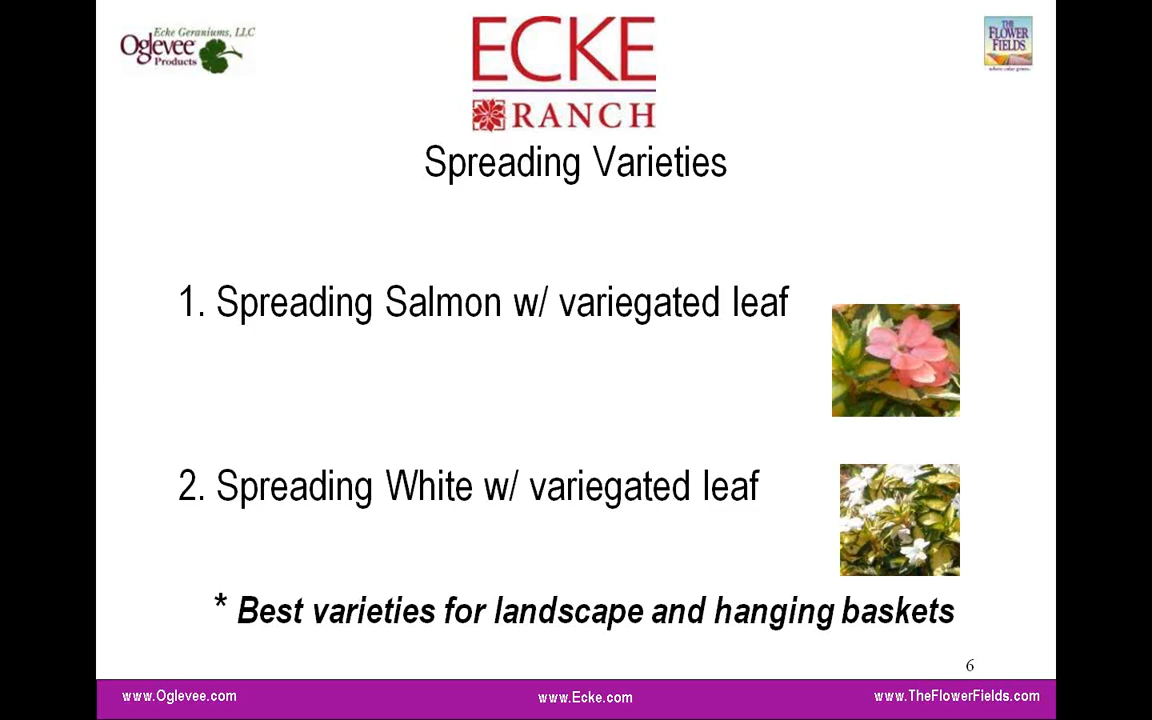 Ecke Geraniums, LLC
Oglevee
Products
ECKE
RANCH
THE
FLOWER
FIELDS
Spreading Varieties
1. Spreading Salmon w/ variegated leaf
2. Spreading White w/ variegated leaf
* Best varieties for landscape and hanging baskets
6
www.Oglevee.com
www.Ecke.com
www.TheFlowerFields.com